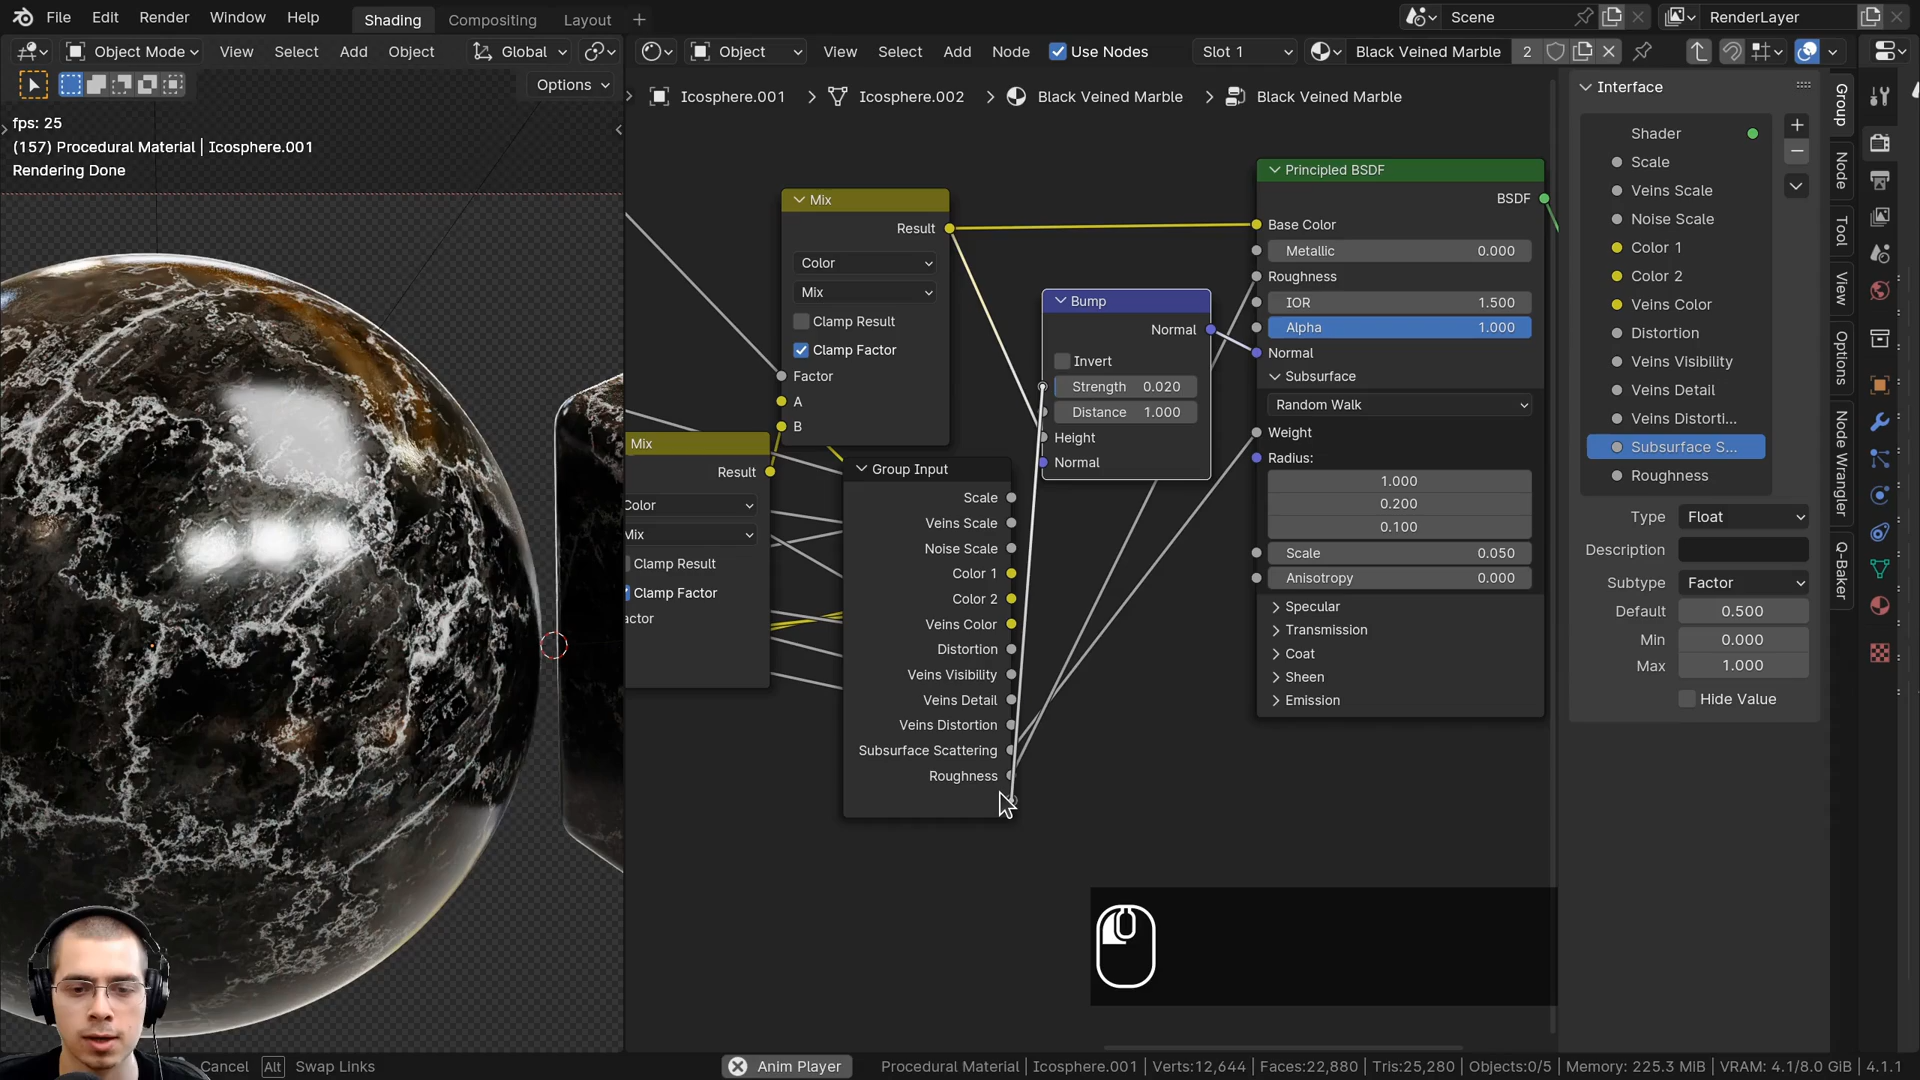 File Edit Render Window Help Shading Compositing Layout + Scene RenderLayer
Object Mode View Select Add Object Global Object View Select Add Node Use Nodes Slot 1 Black Veined Marble 2
Options
Icosphere.001 Icosphere.002 Black Veined Marble Black Veined Marble
fps: 25
(157) Procedural Material | Icosphere.001
Rendering Done
Mix
Result
Color
Mix
Clamp Result
Clamp Factor
Factor
A
B
Mix
Result
Color
Mix
Clamp Result
Clamp Factor
actor
Group Input
Scale
Veins Scale
Noise Scale
Color 1
Color 2
Veins Color
Distortion
Veins Visibility
Veins Detail
Veins Distortion
Subsurface Scattering
Roughness
Bump
Normal
Invert
Strength 0.020
Distance 1.000
Height
Normal
Principled BSDF
BSDF
Base Color
Metallic 0.000
Roughness
IOR 1.500
Alpha 1.000
Normal
Subsurface
Random Walk
Weight
Radius:
1.000
0.200
0.100
Scale 0.050
Anisotropy 0.000
Specular
Transmission
Coat
Sheen
Emission
Interface
Shader
Scale
Veins Scale
Noise Scale
Color 1
Color 2
Veins Color
Distortion
Veins Visibility
Veins Detail
Veins Distorti...
Subsurface S...
Roughness
Type Float
Description
Subtype Factor
Default 0.500
Min 0.000
Max 1.000
Hide Value
Group
Node
Tool
View
Options
Node Wrangler
Q-Baker
Cancel Alt Swap Links Anim Player Procedural Material | Icosphere.001 | Verts:12,644 | Faces:22,880 | Tris:25,280 | Objects:0/5 | Memory: 225.3 MiB | VRAM: 4.1/8.0 GiB | 4.1.1